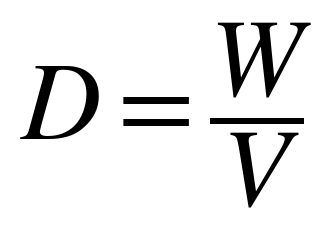 D = W/V